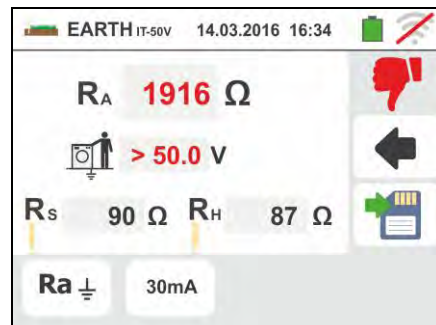 EARTH IT-50V 14.03.2016 16:34
RA 1916 Ω
> 50.0 V
RS 90 Ω RH 87 Ω
Ra 30mA